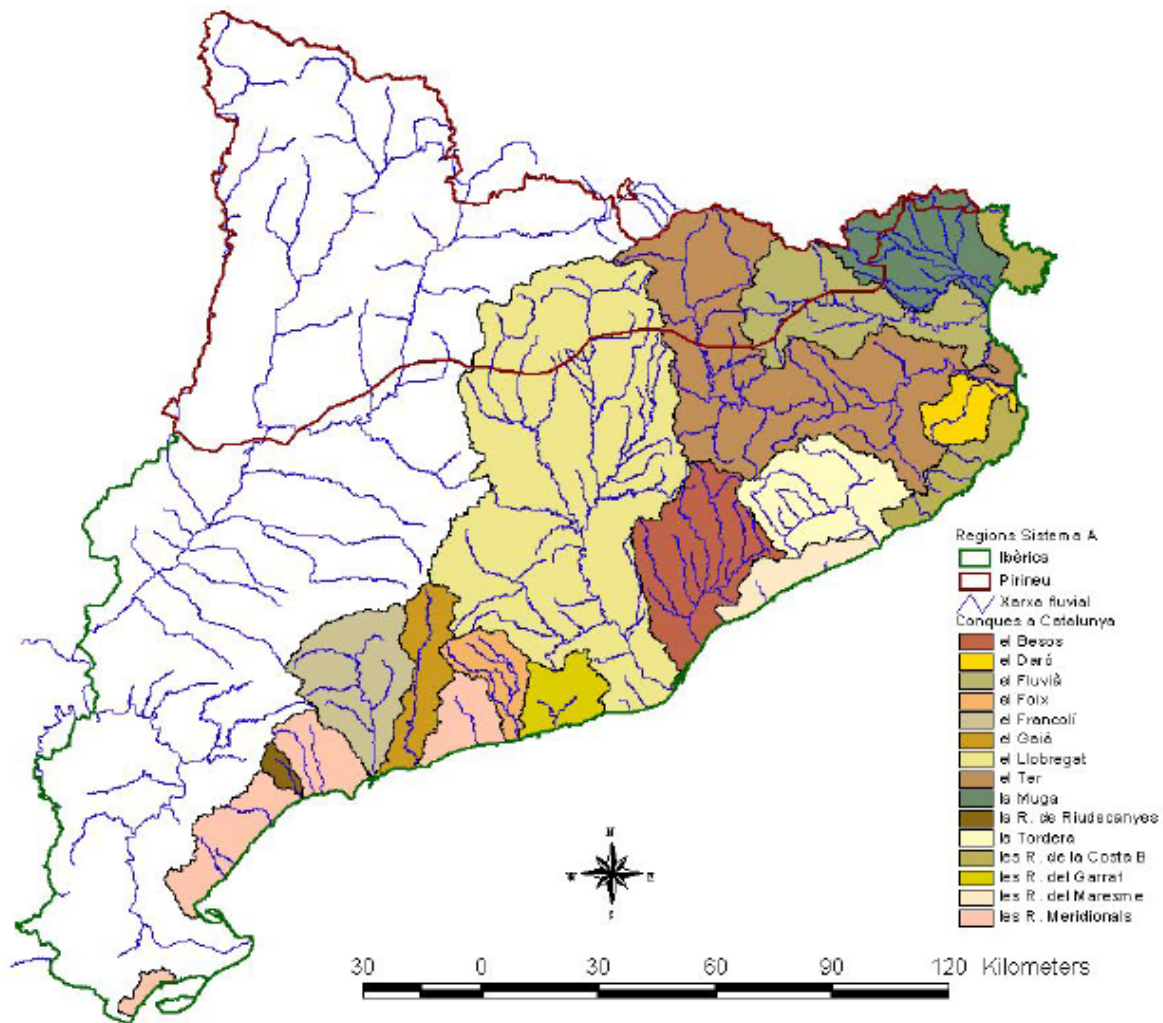 Regions Sistema A
Ibèrica
Pirineu
Xarxa fluvial
Conques a Catalunya
el Besos
el Daró
el Fluvià
el Foix
el Francolí
el Gaià
el Llobregat
el Ter
la Muga
la R. de Riudecanyes
la Tordera
les R. de la Costa B
les R. del Garraf
les R. del Maresme
les R. Meridionals
N
W E
30 0 30 60 90 120 Kilometers